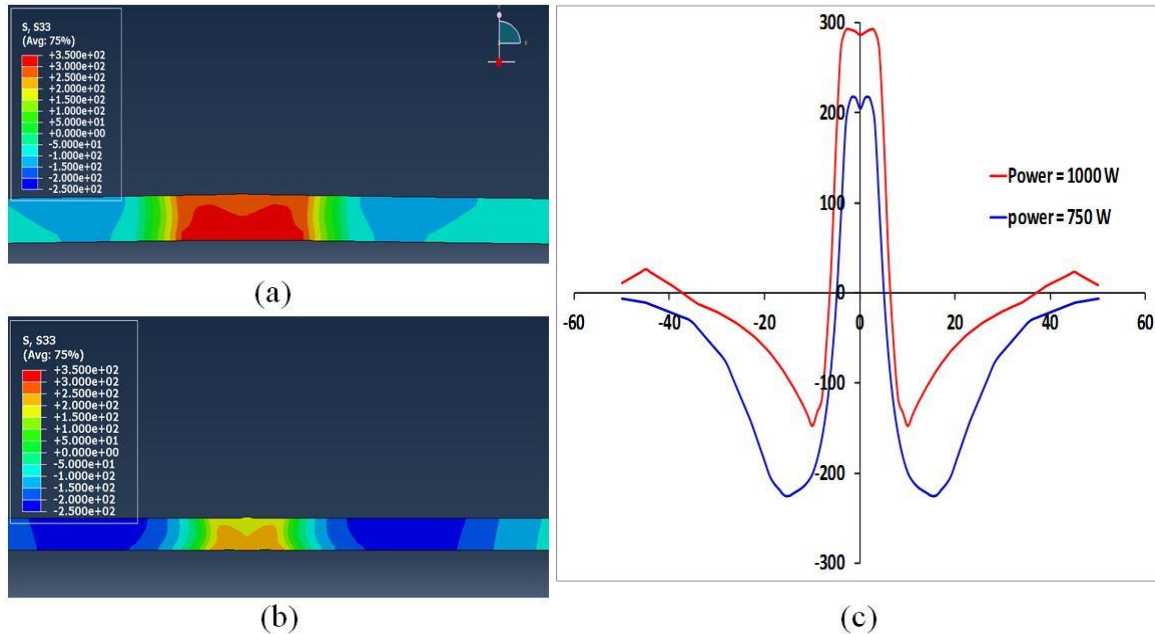 S, S33
(Avg: 75%)
+3.500e+02
+3.000e+02
+2.500e+02
+2.000e+02
+1.500e+02
+1.000e+02
+5.000e+01
+0.000e+00
-5.000e+01
-1.000e+02
-1.500e+02
-2.000e+02
-2.500e+02
(a)
S, S33
(Avg: 75%)
+3.500e+02
+3.000e+02
+2.500e+02
+2.000e+02
+1.500e+02
+1.000e+02
+5.000e+01
+0.000e+00
-5.000e+01
-1.000e+02
-1.500e+02
-2.000e+02
-2.500e+02
(b)
300
200
100
0
-100
-200
-300
-60 -40 -20 0 20 40 60
Power = 1000 W
power = 750 W
(c)